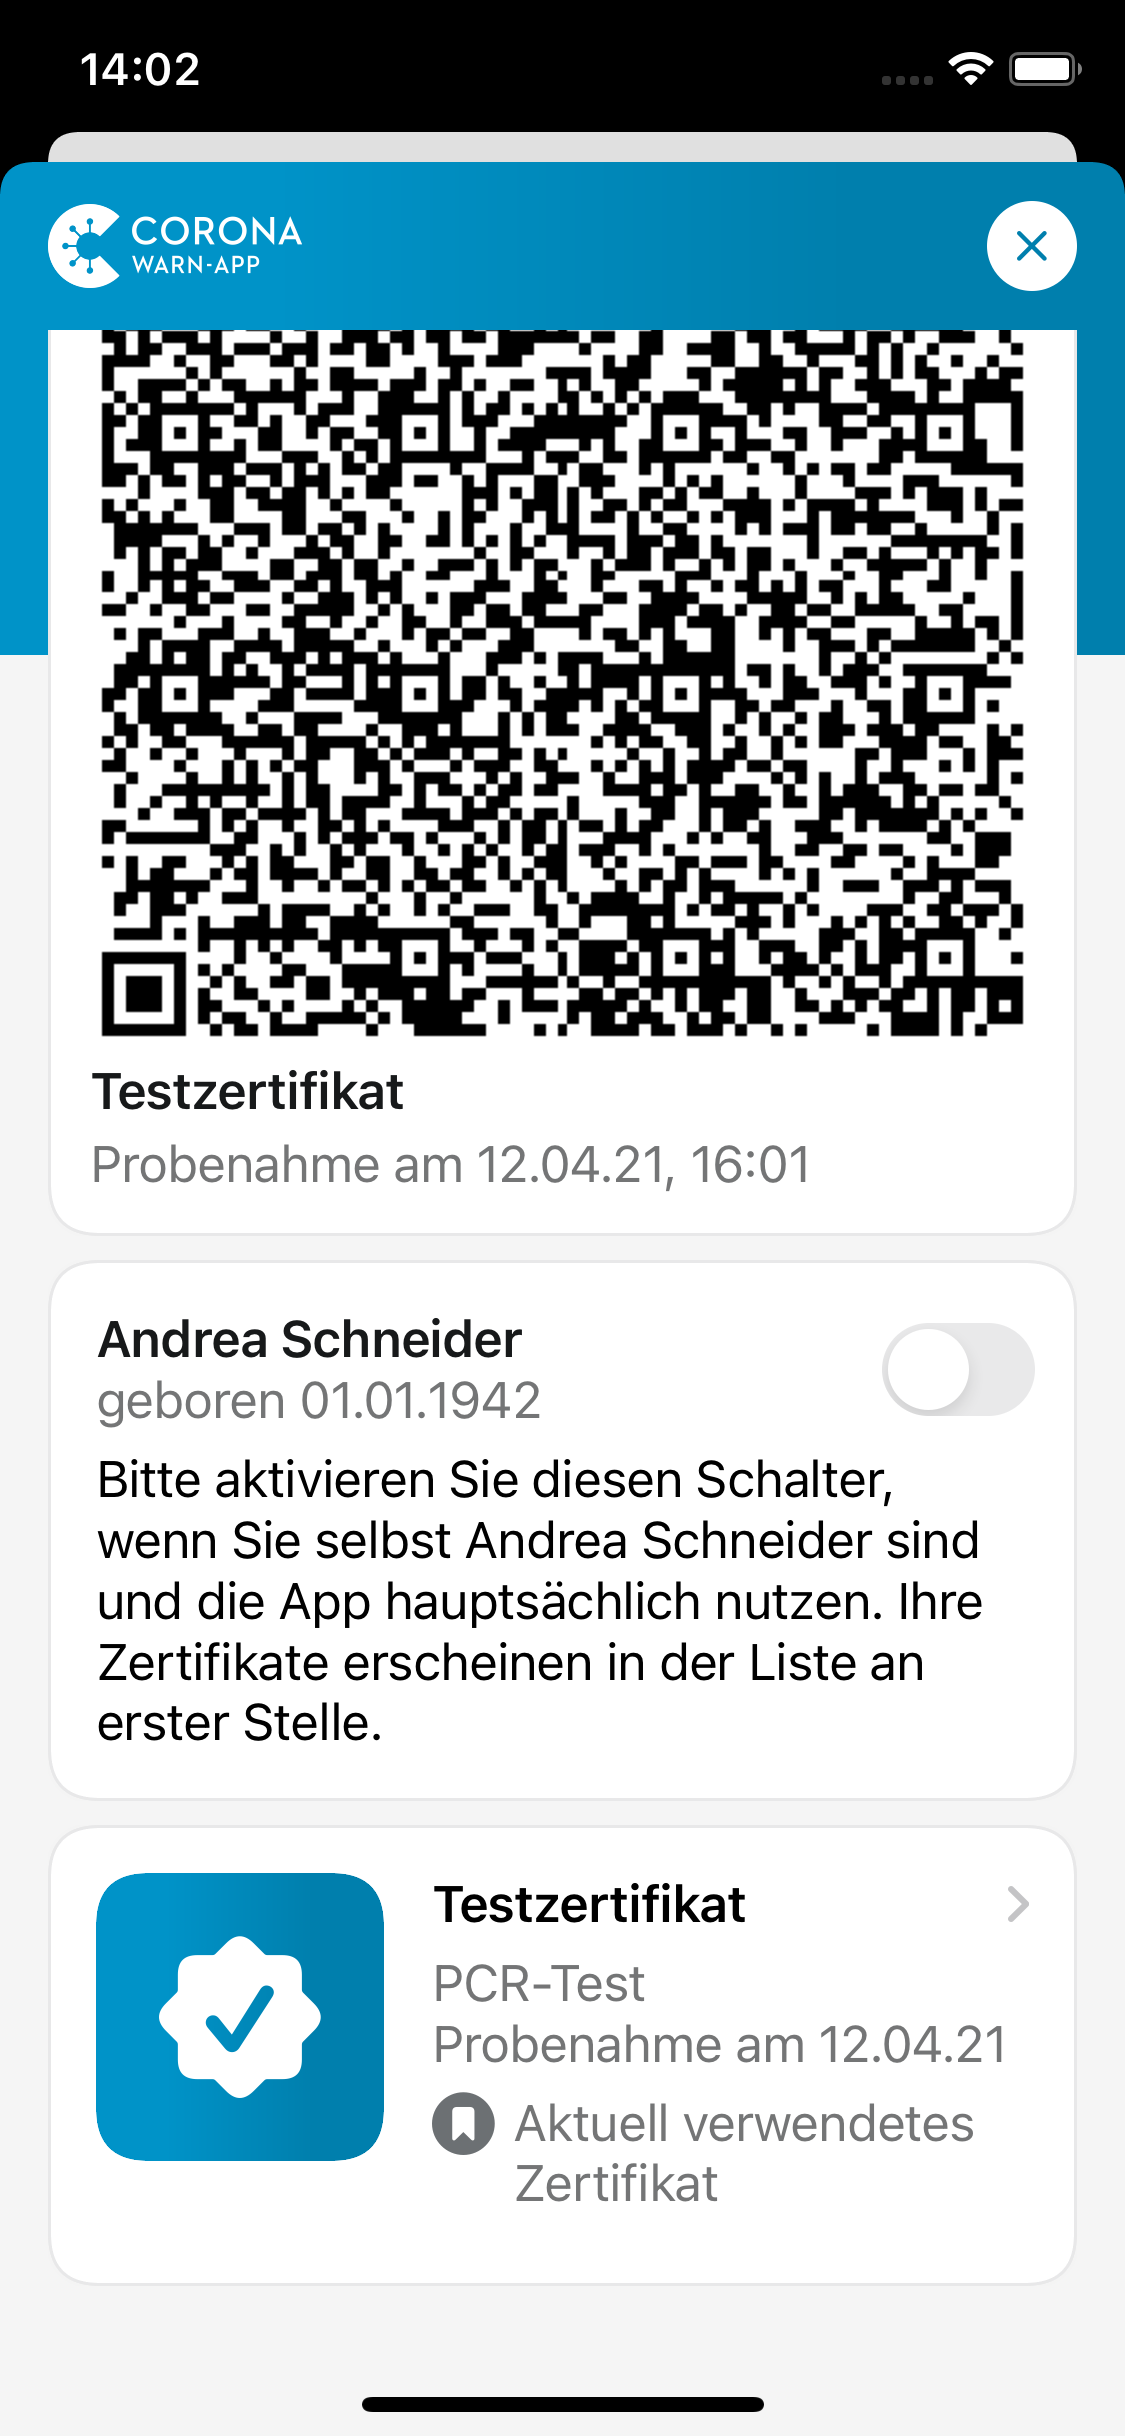 14:02
CORONA
WARN-APP
Testzertifikat
Probenahme am 12.04.21, 16:01
Andrea Schneider
geboren 01.01.1942
Bitte aktivieren Sie diesen Schalter,
wenn Sie selbst Andrea Schneider sind
und die App hauptsächlich nutzen. Ihre
Zertifikate erscheinen in der Liste an
erster Stelle.
Testzertifikat
PCR-Test
Probenahme am 12.04.21
Aktuell verwendetes
Zertifikat